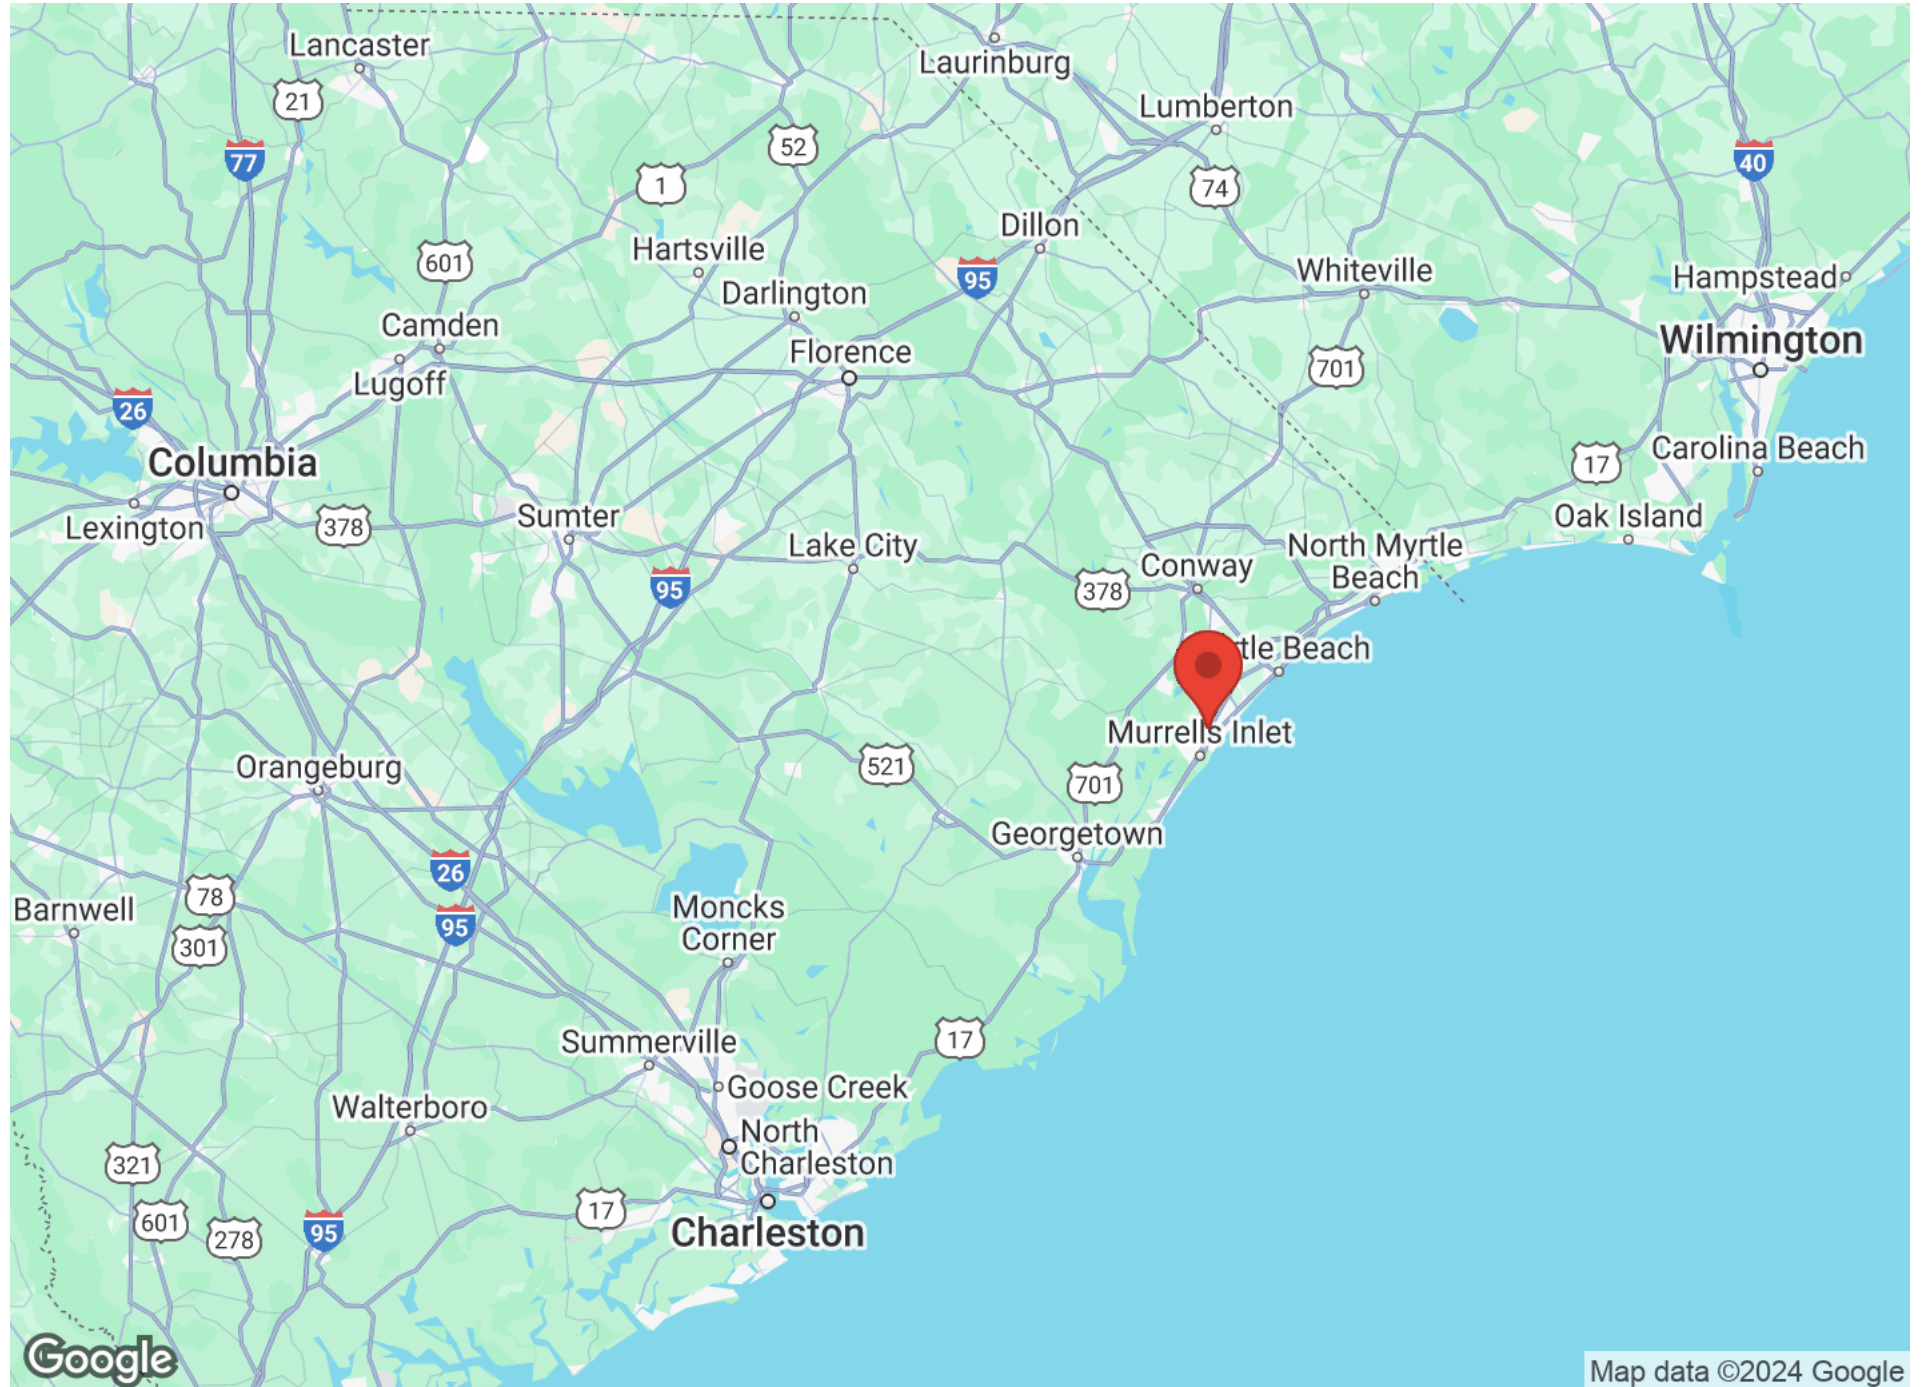 Lancaster
Laurinburg
21
Lumberton
52
77
40
1
74
Dillon
Hartsville
601
95
Whiteville
Hampstead
Darlington
Camden
Wilmington
Florence
701
Lugoff
26
Carolina Beach
Columbia
17
Sumter
Oak Island
Lexington
378
Lake City
North Myrtle
Beach
Conway
95
378
rtle Beach
Murrells Inlet
Orangeburg
521
701
Georgetown
26
78
Barnwell
Moncks
Corner
95
301
17
Summerville
Goose Creek
Walterboro
North
Charleston
321
17
601
278
95
Charleston
Google
Map data ©2024 Google